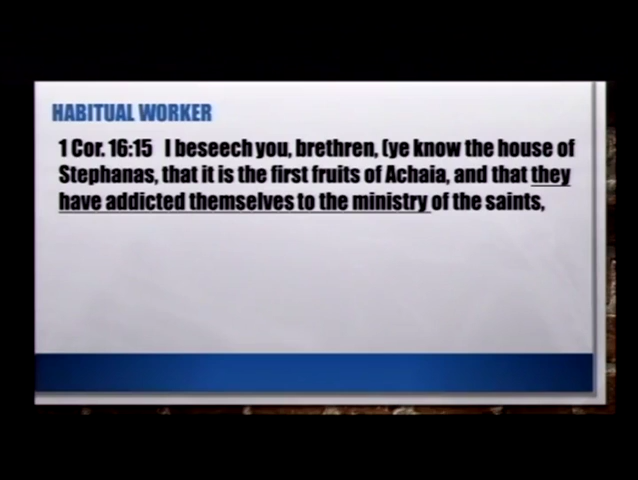 HABITUAL WORKER
1 Cor. 16:15 I beseech you, brethren, (ye know the house of
Stephanas, that it is the first fruits of Achaia, and that they
have addicted themselves to the ministry of the saints,